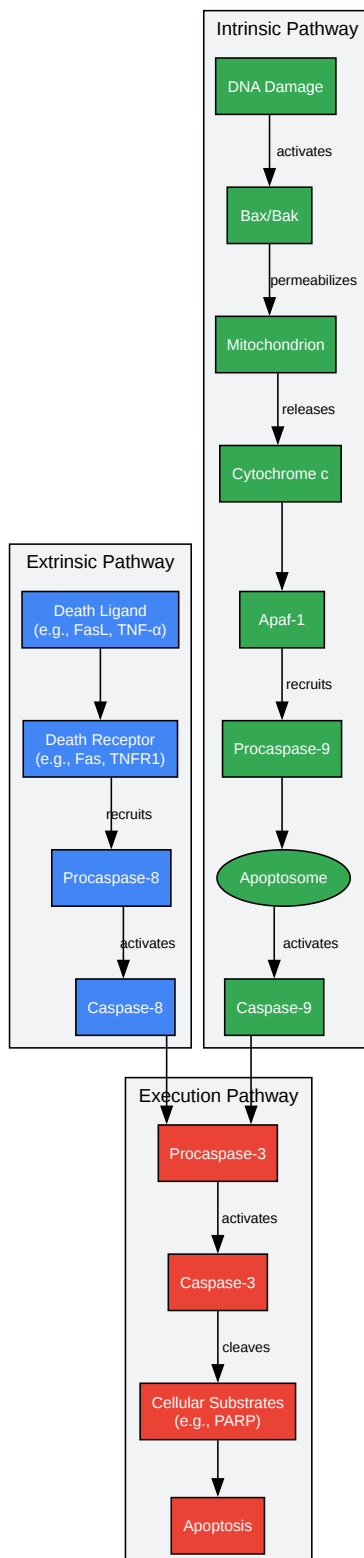 Intrinsic Pathway
DNA Damage
activates
Bax/Bak
permeabilizes
Mitochondrion
releases
Cytochrome c
Apaf-1
recruits
Procaspase-9
Apoptosome
activates
Caspase-9
Extrinsic Pathway
Death Ligand
(e.g., FasL, TNF-α)
Death Receptor
(e.g., Fas, TNFR1)
recruits
Procaspase-8
activates
Caspase-8
Execution Pathway
Procaspase-3
activates
Caspase-3
cleaves
Cellular Substrates
(e.g., PARP)
Apoptosis